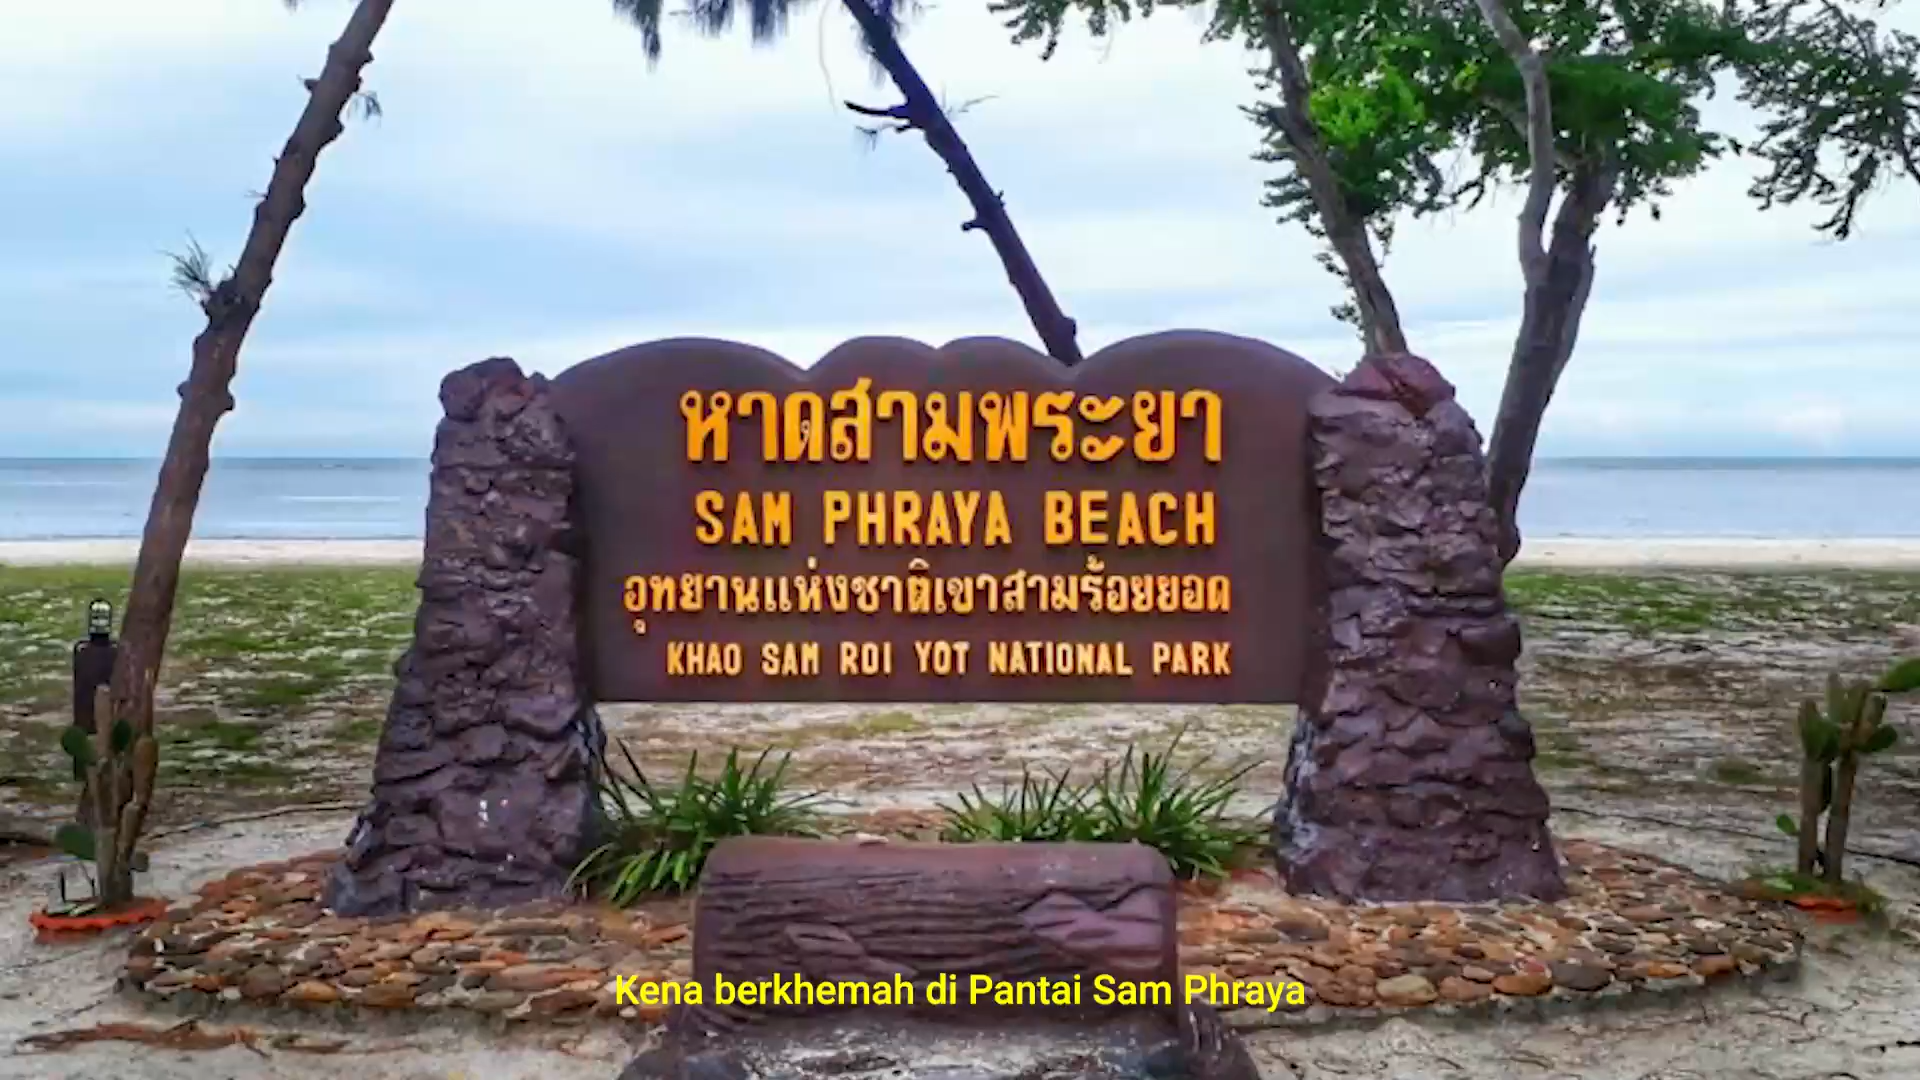 หาดสามพระยา
SAM PHRAYA BEACH
อุทยานแห่งชาติเขาสามร้อยยอด
KHAO SAM ROI YOT NATIONAL PARK
Kena berkhemah di Pantai Sam Phraya